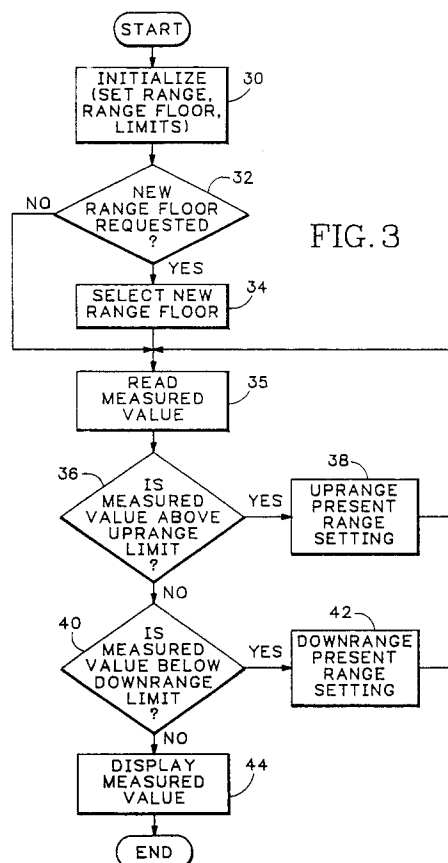 START
INITIALIZE
(SET RANGE,
RANGE FLOOR,
LIMITS)
30
32
NO
NEW
RANGE FLOOR
REQUESTED
?
FIG. 3
YES
34
SELECT NEW
RANGE FLOOR
READ
MEASURED
VALUE
35
36
IS
MEASURED
VALUE ABOVE
UPRANGE
LIMIT
?
YES
38
UPRANGE
PRESENT
RANGE
SETTING
NO
40
IS
MEASURED
VALUE BELOW
DOWNRANGE
LIMIT
?
YES
42
DOWNRANGE
PRESENT
RANGE
SETTING
NO
DISPLAY
MEASURED
VALUE
44
END